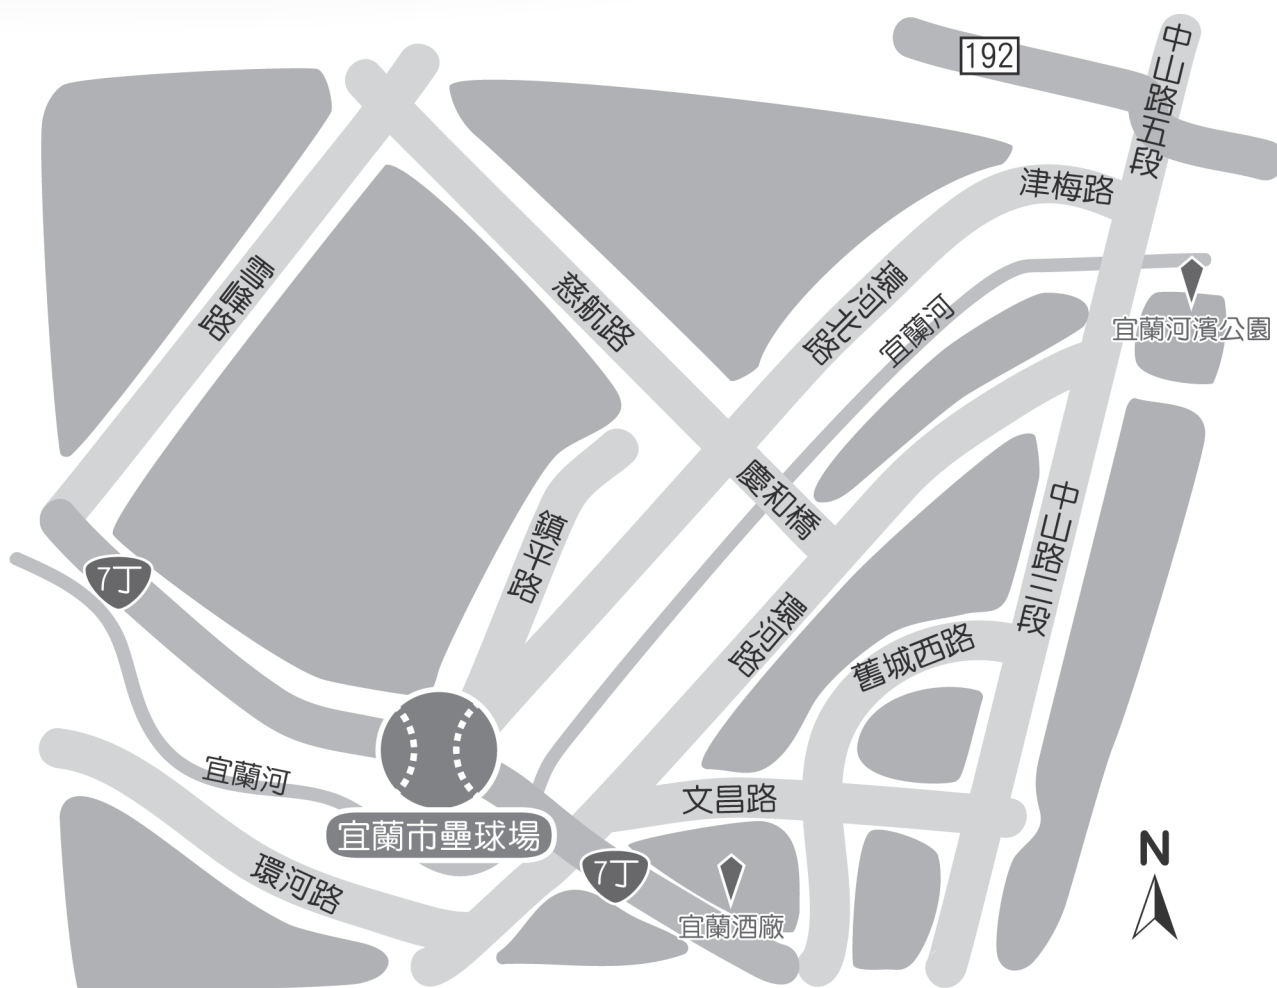 192
中山路五段
津梅路
雪峰路
慈航路
環河北路
宜蘭河
宜蘭河濱公園
慶和橋
鎮平路
中山路三段
7丁
環河路
舊城西路
宜蘭河
文昌路
宜蘭市壘球場
環河路
7丁
宜蘭酒廠
N